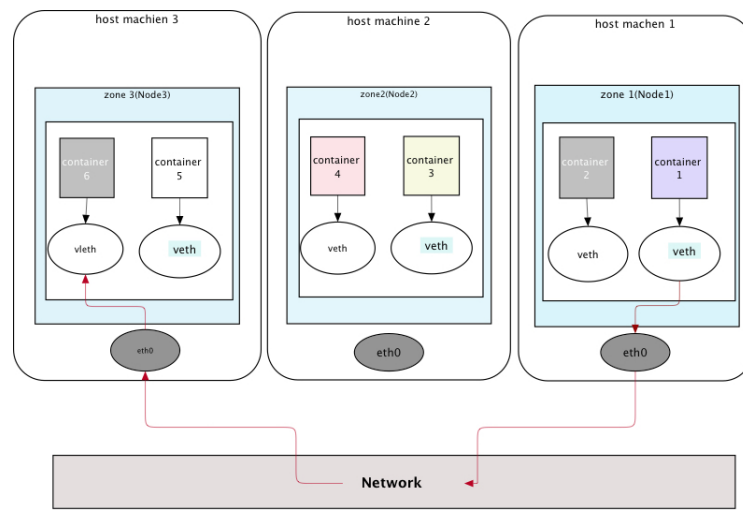 host machien 3
host machine 2
host machen 1
zone 3(Node3)
zone2(Node2)
zone 1(Node1)
container
6
container
5
container
4
container
3
container
2
container
1
vleth
veth
veth
veth
veth
veth
eth0
eth0
eth0
Network